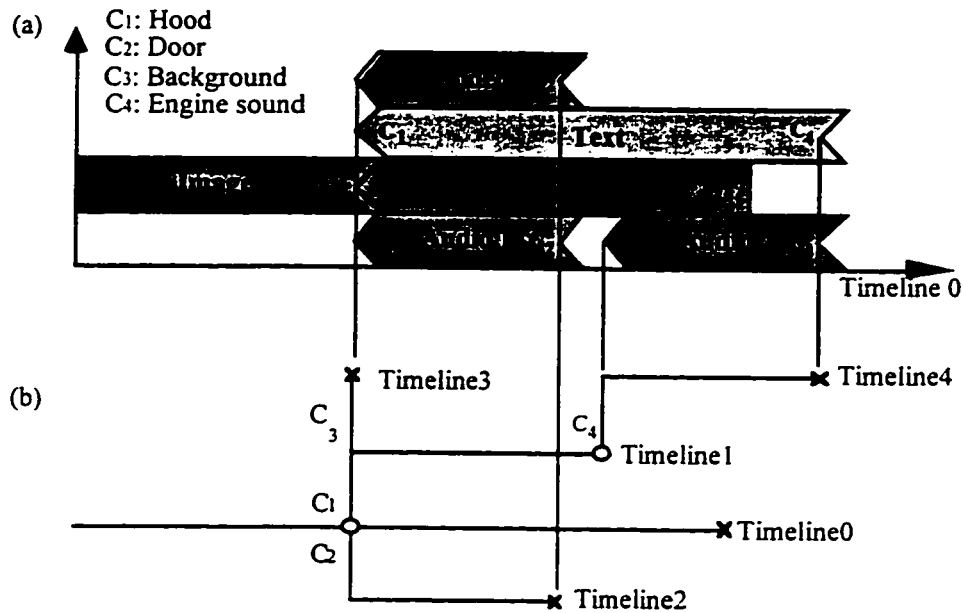 (a)
C1: Hood
C2: Door
C3: Background
C4: Engine sound
C1 Text C4
Image
Timeline 0
(b)
Timeline3
Timeline4
C3
C4
Timeline1
C1
Timeline0
C2
Timeline2